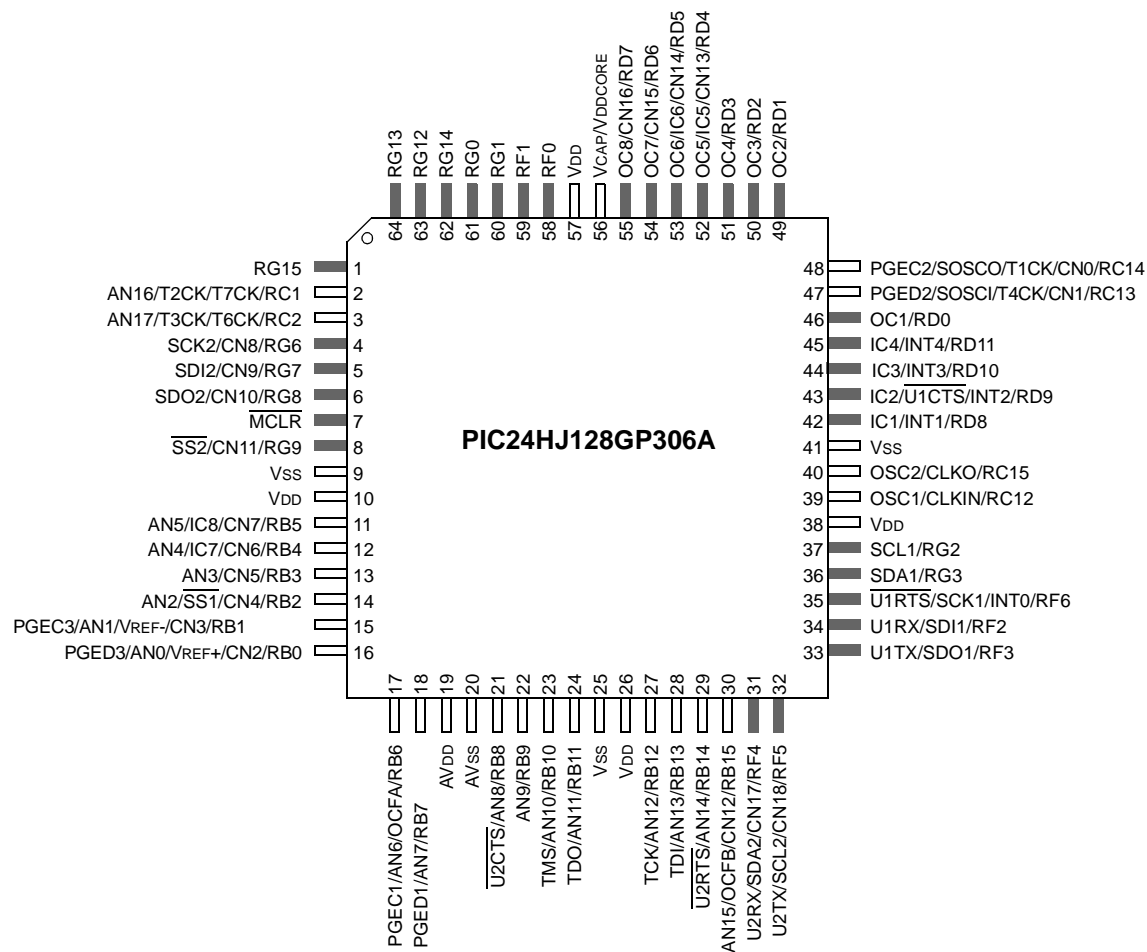 RG13
RG12
RG14
RG0
RG1
RF1
RF0
VDD
VCAP/VDDCORE
OC8/CN16/RD7
OC7/CN15/RD6
OC6/IC6/CN14/RD5
OC5/IC5/CN13/RD4
OC4/RD3
OC3/RD2
OC2/RD1
64
63
62
61
60
59
58
57
56
55
54
53
52
51
50
49
RG15 1
AN16/T2CK/T7CK/RC1 2
AN17/T3CK/T6CK/RC2 3
SCK2/CN8/RG6 4
SDI2/CN9/RG7 5
SDO2/CN10/RG8 6
MCLR 7
SS2/CN11/RG9 8
VSS 9
VDD 10
AN5/IC8/CN7/RB5 11
AN4/IC7/CN6/RB4 12
AN3/CN5/RB3 13
AN2/SS1/CN4/RB2 14
PGEC3/AN1/VREF-/CN3/RB1 15
PGED3/AN0/VREF+/CN2/RB0 16
PIC24HJ128GP306A
48 PGEC2/SOSCO/T1CK/CN0/RC14
47 PGED2/SOSCI/T4CK/CN1/RC13
46 OC1/RD0
45 IC4/INT4/RD11
44 IC3/INT3/RD10
43 IC2/U1CTS/INT2/RD9
42 IC1/INT1/RD8
41 VSS
40 OSC2/CLKO/RC15
39 OSC1/CLKIN/RC12
38 VDD
37 SCL1/RG2
36 SDA1/RG3
35 U1RTS/SCK1/INT0/RF6
34 U1RX/SDI1/RF2
33 U1TX/SDO1/RF3
17
18
19
20
21
22
23
24
25
26
27
28
29
30
31
32
PGEC1/AN6/OCFA/RB6
PGED1/AN7/RB7
AVDD
AVSS
U2CTS/AN8/RB8
AN9/RB9
TMS/AN10/RB10
TDO/AN11/RB11
VSS
VDD
TCK/AN12/RB12
TDI/AN13/RB13
U2RTS/AN14/RB14
AN15/OCFB/CN12/RB15
U2RX/SDA2/CN17/RF4
U2TX/SCL2/CN18/RF5